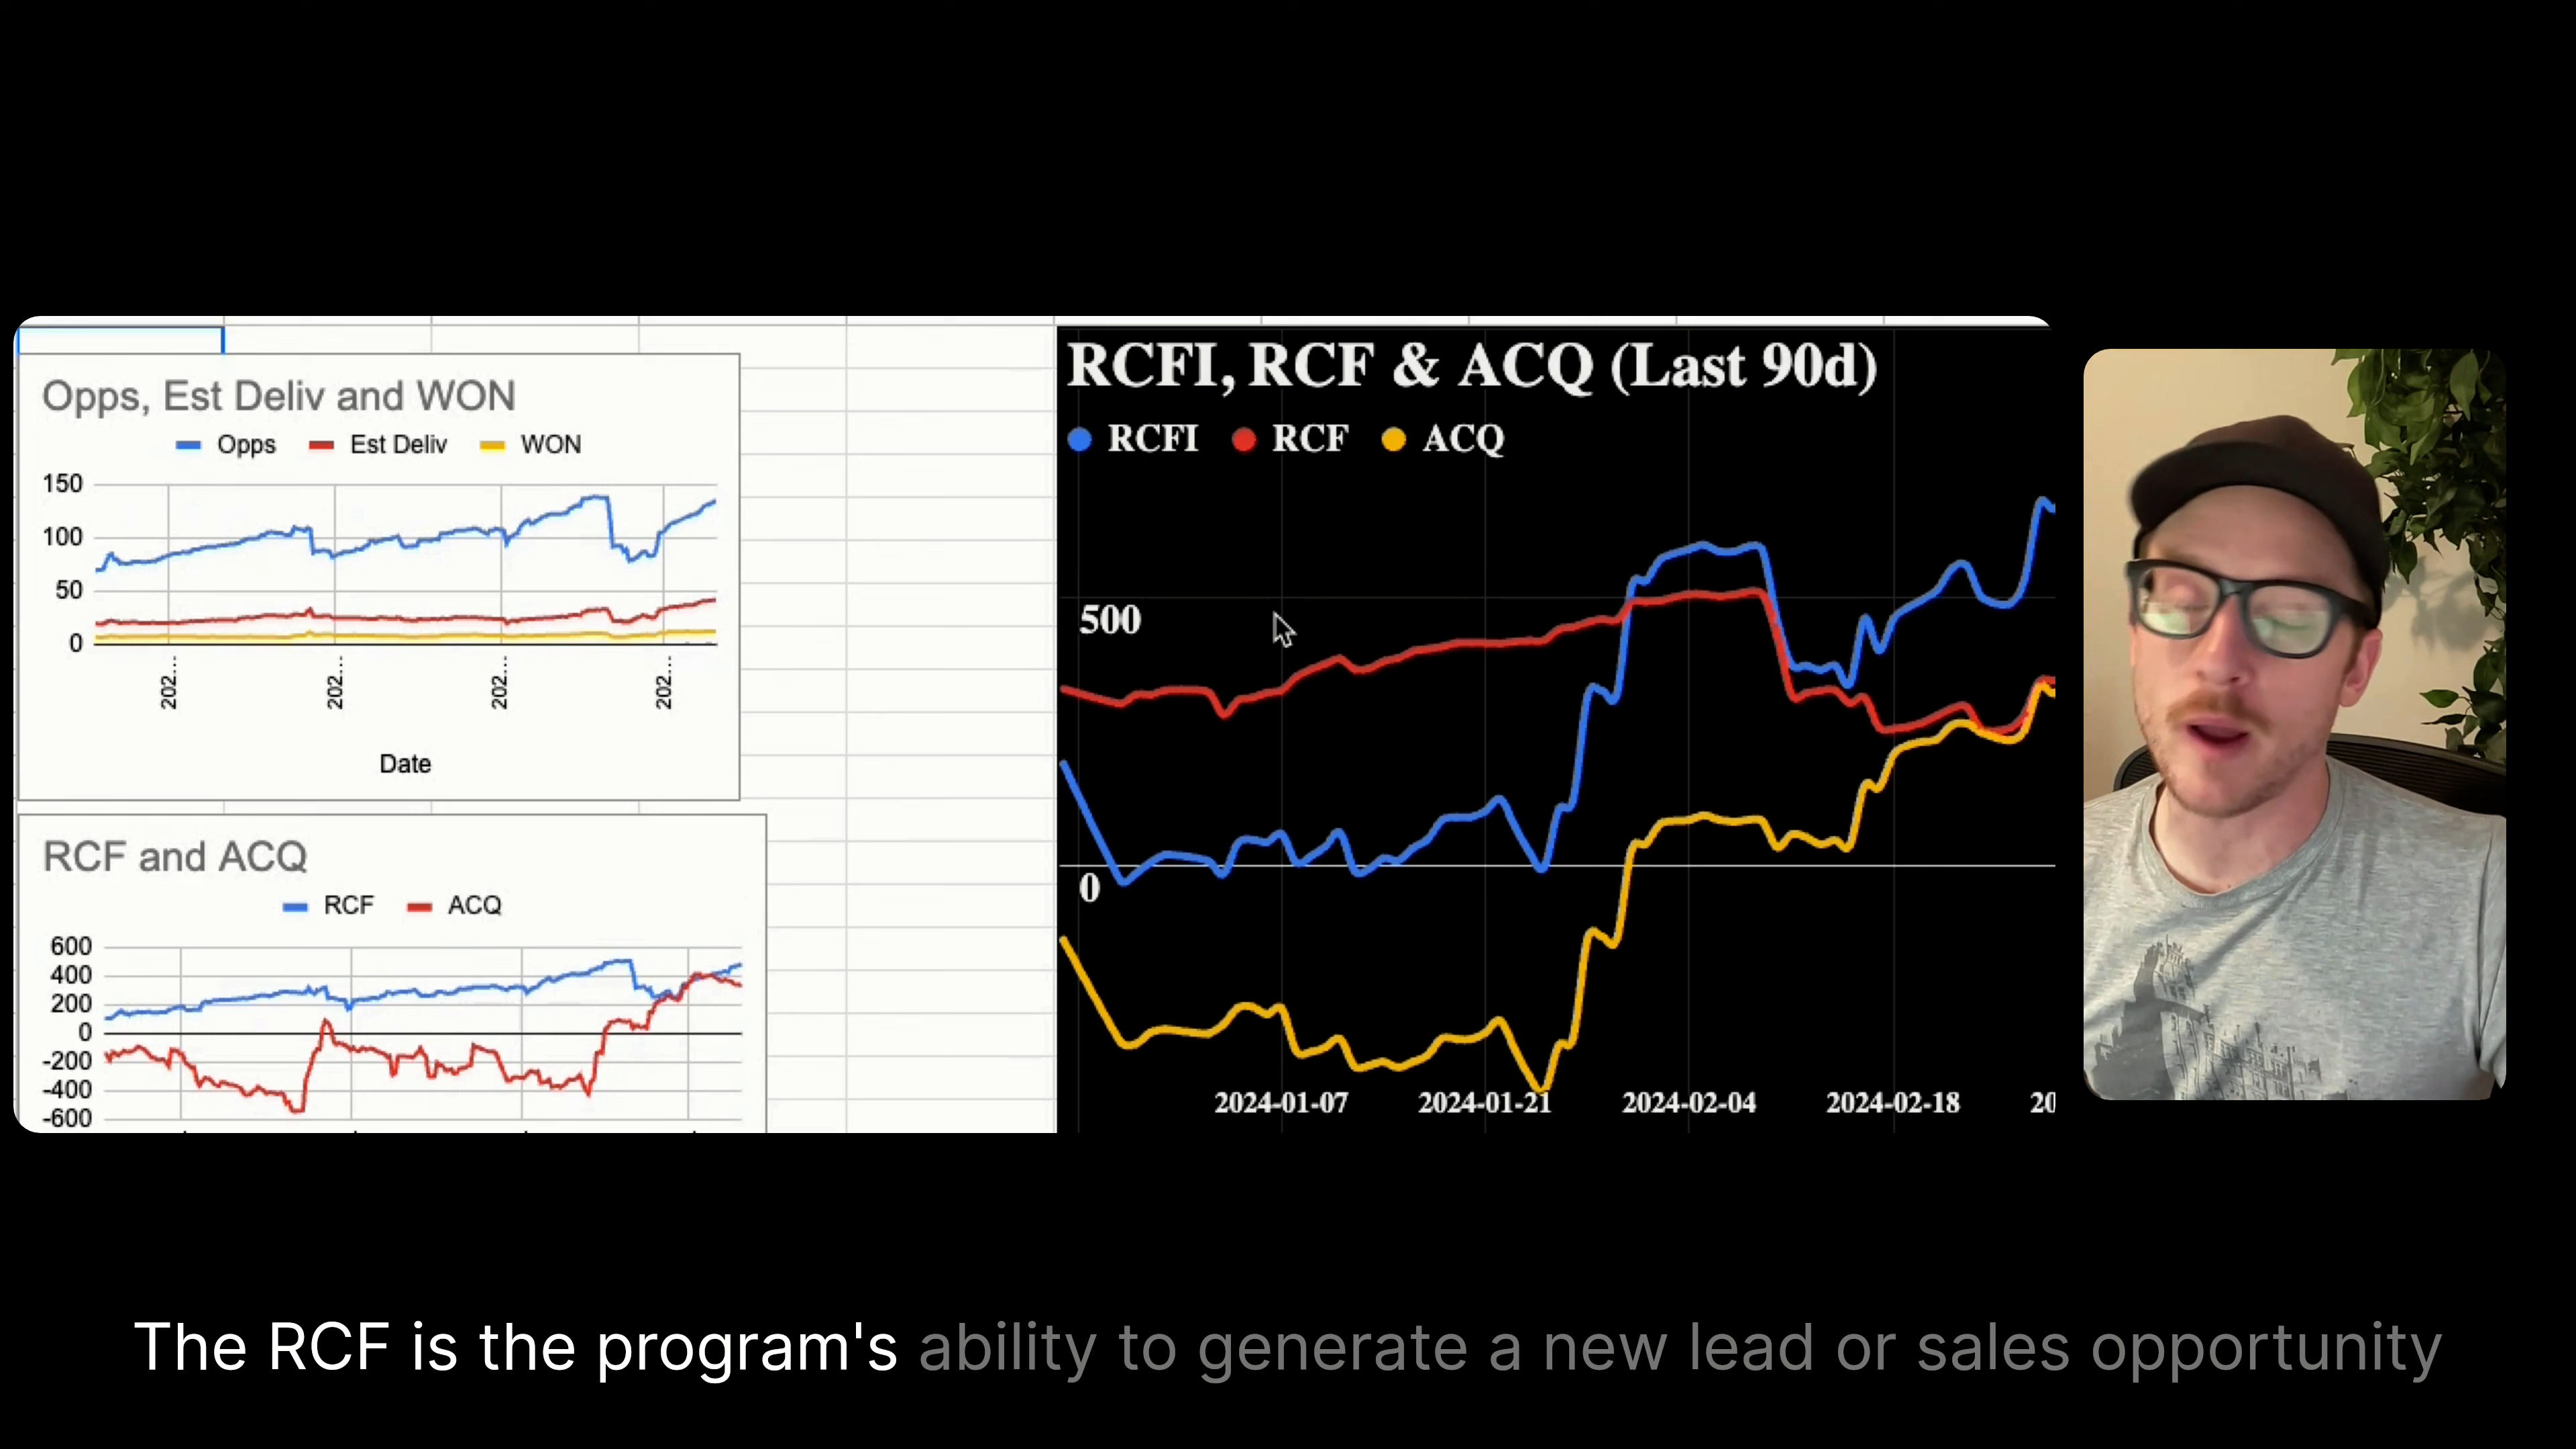 Opps, Est Deliv and WON
Opps Est Deliv WON
150
100
50
0
202... 202... 202... 202...
Date
RCF and ACQ
RCF ACQ
600
400
200
0
-200
-400
-600
RCFI, RCF & ACQ (Last 90d)
RCFI RCF ACQ
500
0
2024-01-07 2024-01-21 2024-02-04 2024-02-18 20
The RCF is the program's ability to generate a new lead or sales opportunity